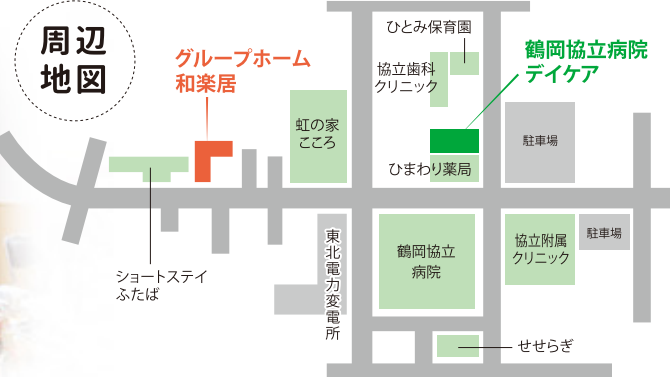 周辺
地図
グループホーム
和楽居
ひとみ保育園
協立歯科
クリニック
鶴岡協立病院
デイケア
虹の家
こころ
ひまわり薬局
駐車場
ショートステイ
ふたば
東北電力変電所
鶴岡協立
病院
協立附属
クリニック
駐車場
せせらぎ